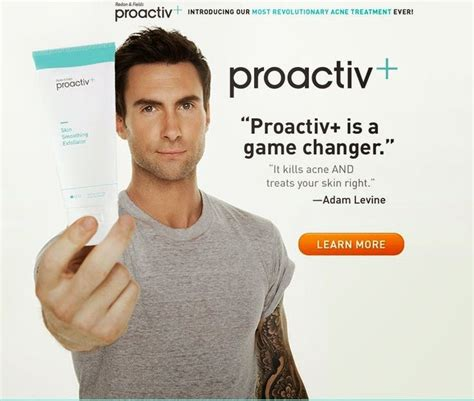 Rodan & Fields
proactiv+ INTRODUCING OUR MOST REVOLUTIONARY ACNE TREATMENT EVER!
proactiv+
proactiv+
Skin
Smoothing
Exfoliator
“Proactiv+ is a
game changer.”
“It kills acne AND
treats your skin right.”
—Adam Levine
LEARN MORE